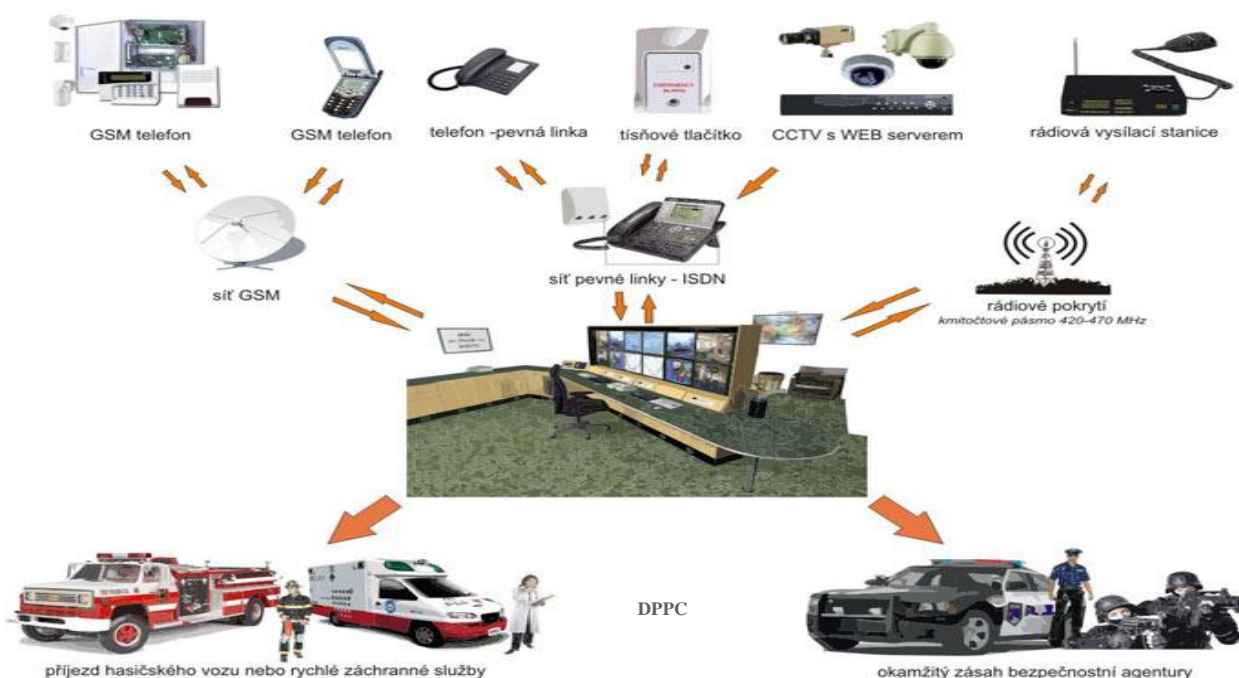 GSM telefon
GSM telefon
telefon -pevná linka
tísňové tlačítko
CCTV s WEB serverem
rádiová vysílací stanice
síť GSM
síť pevné linky - ISDN
rádiové pokrytí
kmitočtové pásmo 420-470 MHz
DPPC
příjezd hasičského vozu nebo rychlé záchranné služby
okamžitý zásah bezpečnostní agentury